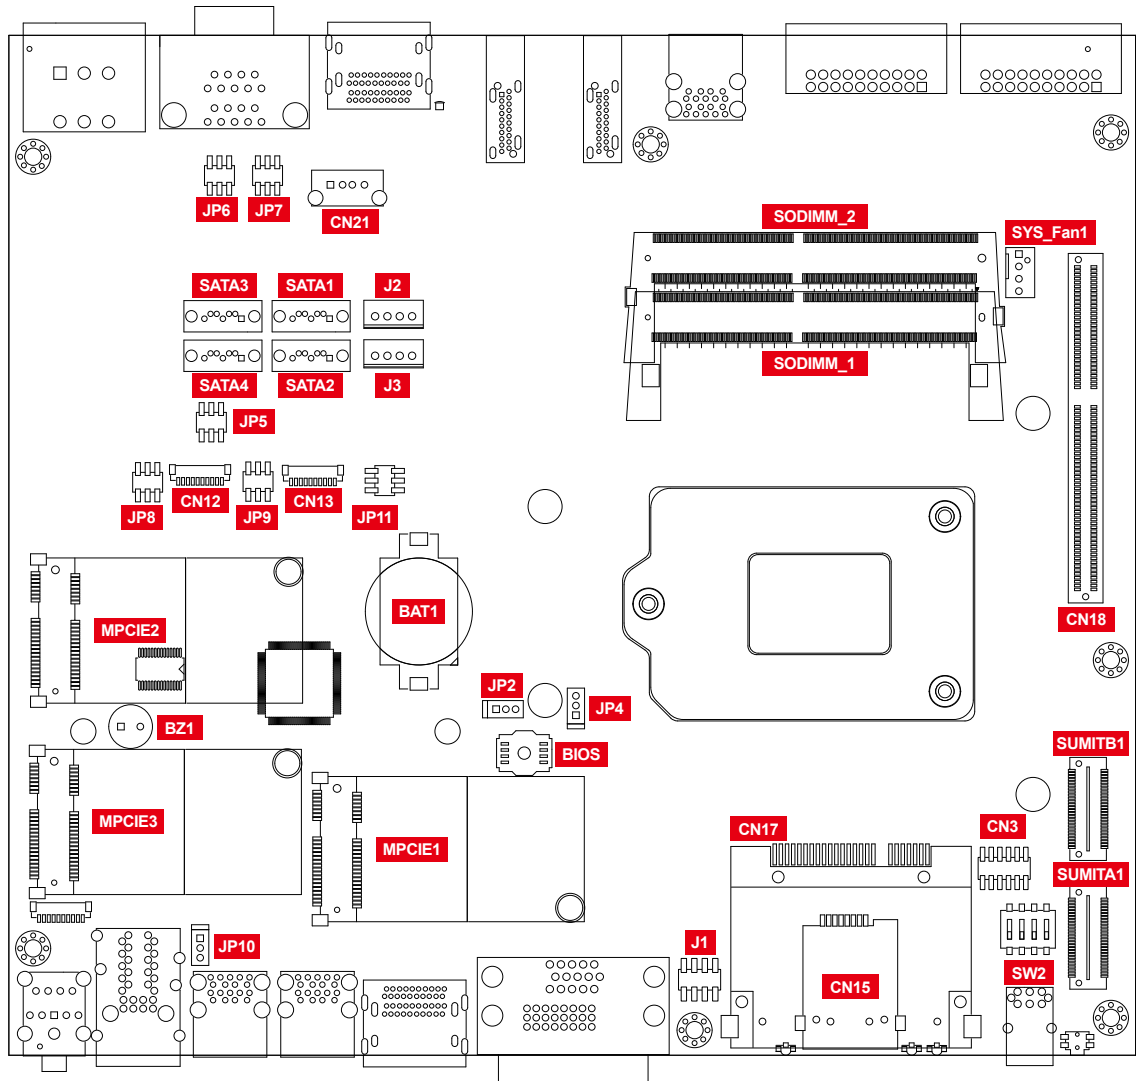 JP6
JP7
CN21
SODIMM_2
SYS_Fan1
SATA3
SATA1
J2
SODIMM_1
SATA4
SATA2
J3
JP5
CN12
CN13
JP8
JP9
JP11
BAT1
CN18
MPCIE2
JP2
JP4
BZ1
BIOS
SUMITB1
MPCIE3
CN17
CN3
MPCIE1
SUMITA1
JP10
J1
SW2
CN15